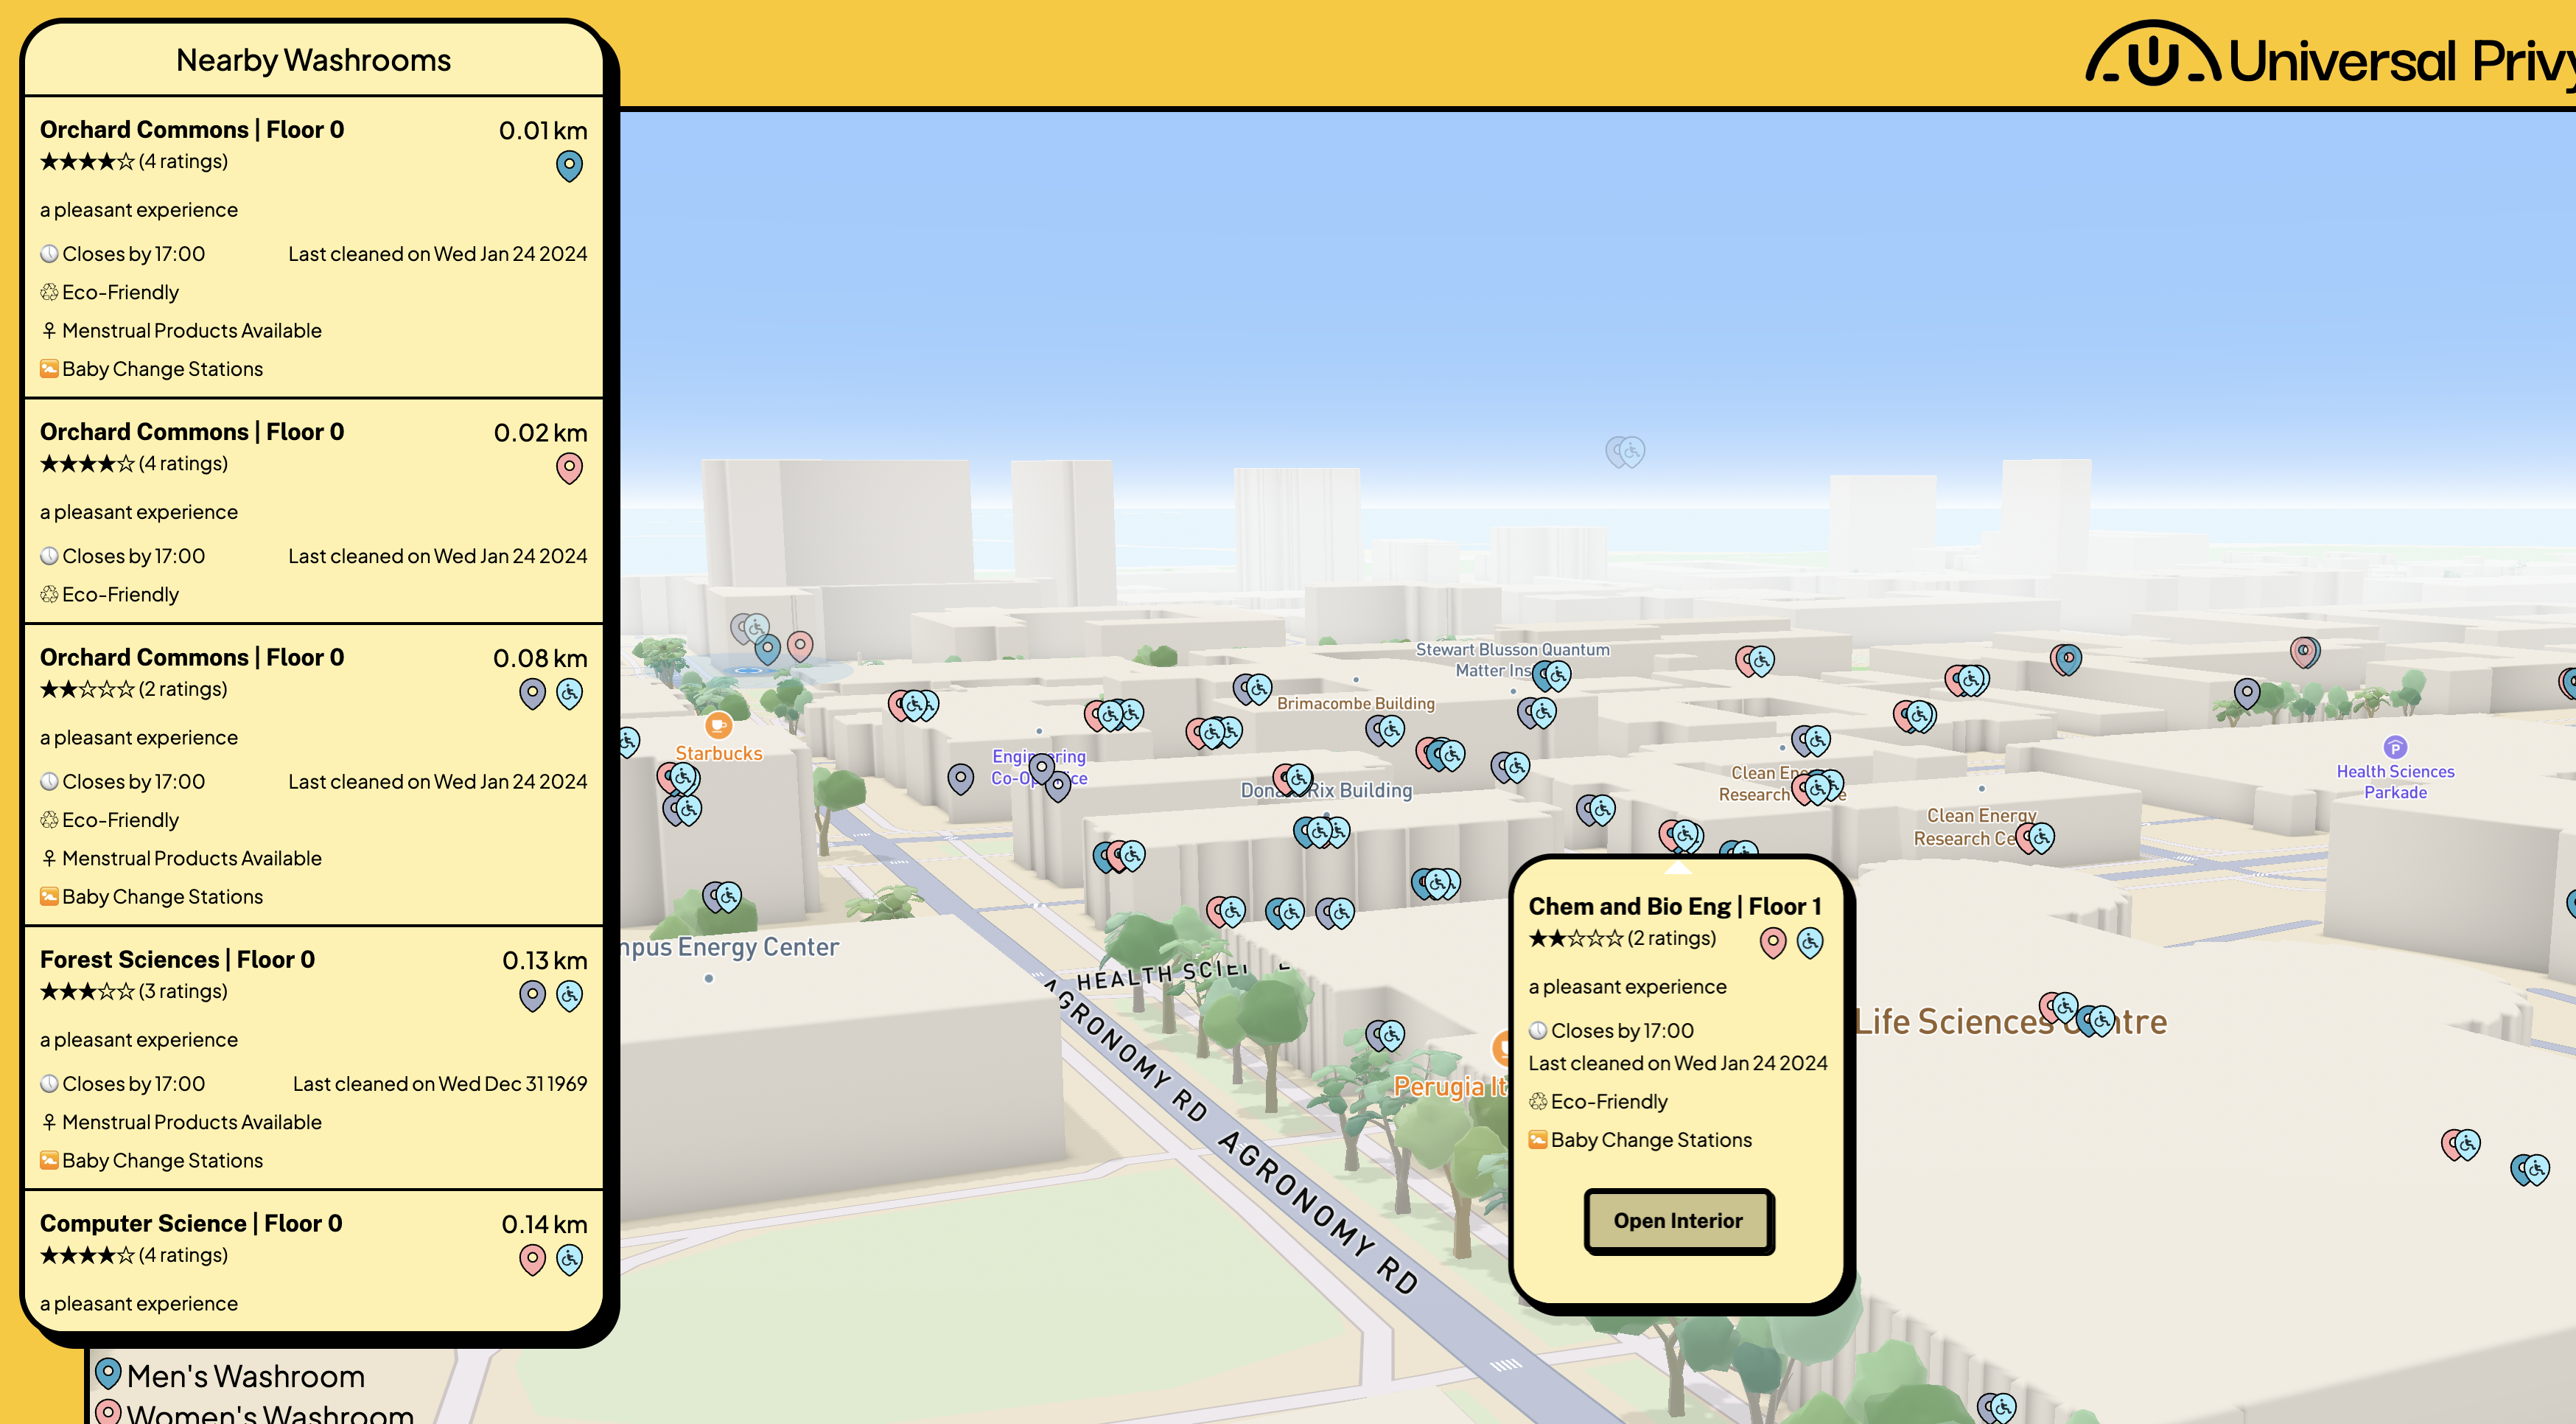 Nearby Washrooms
Orchard Commons | Floor 0
0.01 km
★★★★☆ (4 ratings)
a pleasant experience
Closes by 17:00
Last cleaned on Wed Jan 24 2024
Eco-Friendly
Menstrual Products Available
Baby Change Stations
Orchard Commons | Floor 0
0.02 km
★★★★☆ (4 ratings)
a pleasant experience
Closes by 17:00
Last cleaned on Wed Jan 24 2024
Eco-Friendly
Orchard Commons | Floor 0
0.08 km
★★☆☆☆ (2 ratings)
a pleasant experience
Closes by 17:00
Last cleaned on Wed Jan 24 2024
Eco-Friendly
Menstrual Products Available
Baby Change Stations
Forest Sciences | Floor 0
0.13 km
★★★☆☆ (3 ratings)
a pleasant experience
Closes by 17:00
Last cleaned on Wed Dec 31 1969
Menstrual Products Available
Baby Change Stations
Computer Science | Floor 0
0.14 km
★★★★☆ (4 ratings)
a pleasant experience
Men's Washroom
Women's Washroom
Universal Privy
Stewart Blusson Quantum
Matter Ins
Brimacombe Building
Starbucks
Health Sciences
Parkade
Rix Building
Clean
Research
Clean Energy
Research Ce
Energy Center
HEALTH
AGRONOMY RD
AGRONOMY RD
Perugia It
Life Sciences
Chem and Bio Eng | Floor 1
★★☆☆☆ (2 ratings)
a pleasant experience
Closes by 17:00
Last cleaned on Wed Jan 24 2024
Eco-Friendly
Baby Change Stations
Open Interior